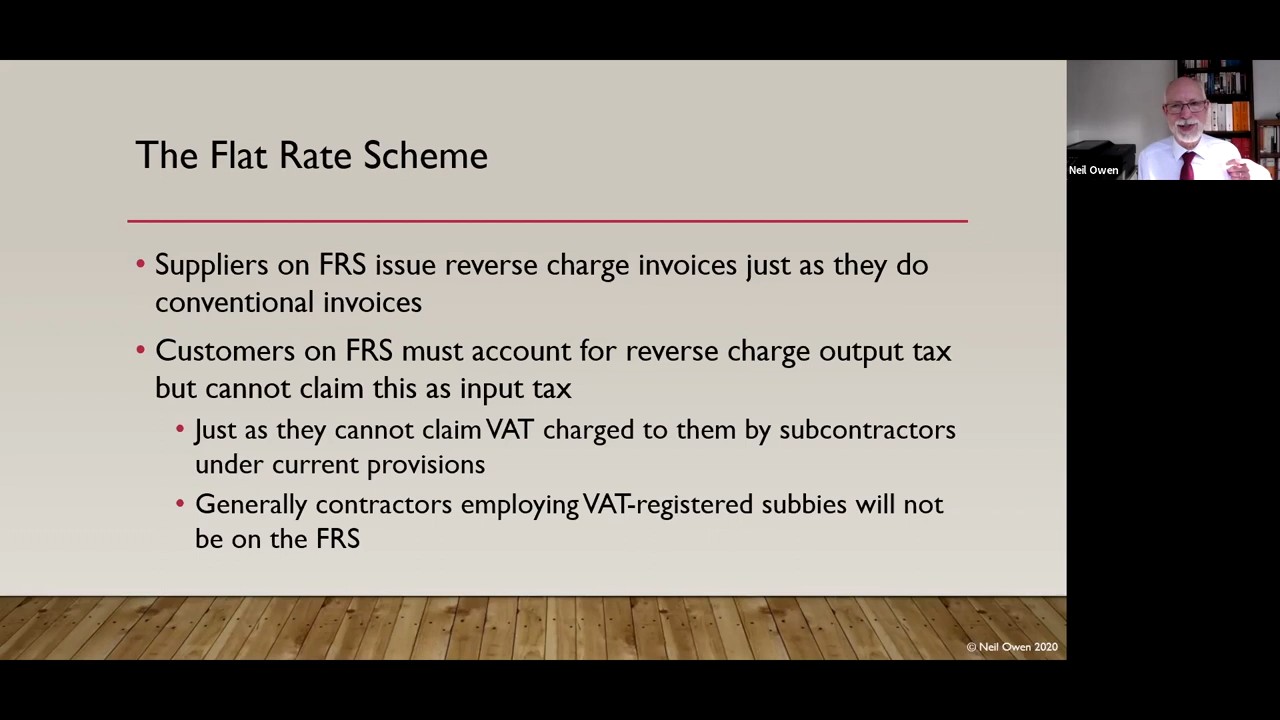 The Flat Rate Scheme
• Suppliers on FRS issue reverse charge invoices just as they do
conventional invoices
• Customers on FRS must account for reverse charge output tax
but cannot claim this as input tax
• Just as they cannot claim VAT charged to them by subcontractors
under current provisions
• Generally contractors employing VAT-registered subbies will not
be on the FRS
© Neil Owen 2020
Neil Owen